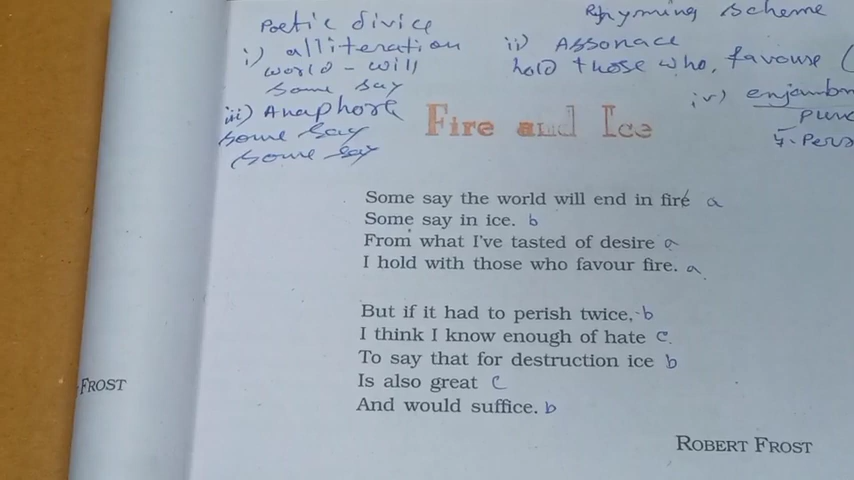 Poetic divice
Rhyming scheme
i) alliteration
world - will
some say
ii) Assonace
hold those who, favouse (
iii) Anaphore
some say
some say
iv) enjambm
punc
Fire and Ice
Some say the world will end in fire a
Some say in ice. b
From what I've tasted of desire a
I hold with those who favour fire. a
But if it had to perish twice, b
I think I know enough of hate c
To say that for destruction ice b
Is also great c
And would suffice. b
FROST
ROBERT FROST